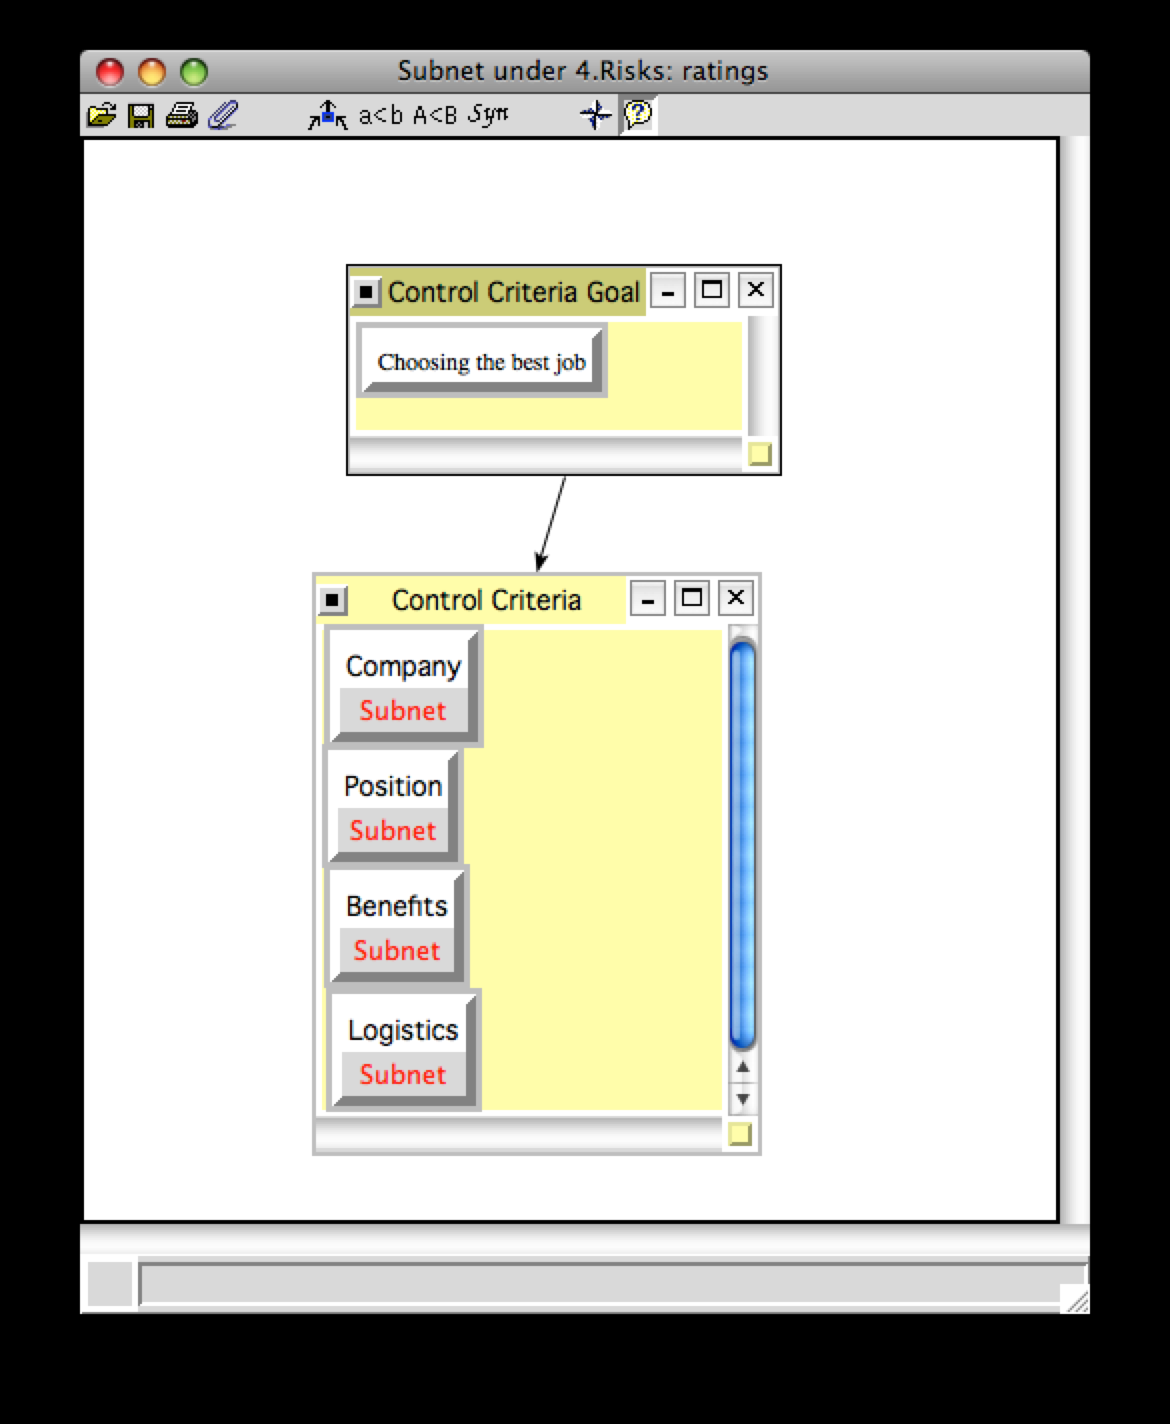 Subnet under 4.Risks: ratings
a<b A<B Syn
Control Criteria Goal
Choosing the best job
Control Criteria
Company
Subnet
Position
Subnet
Benefits
Subnet
Logistics
Subnet